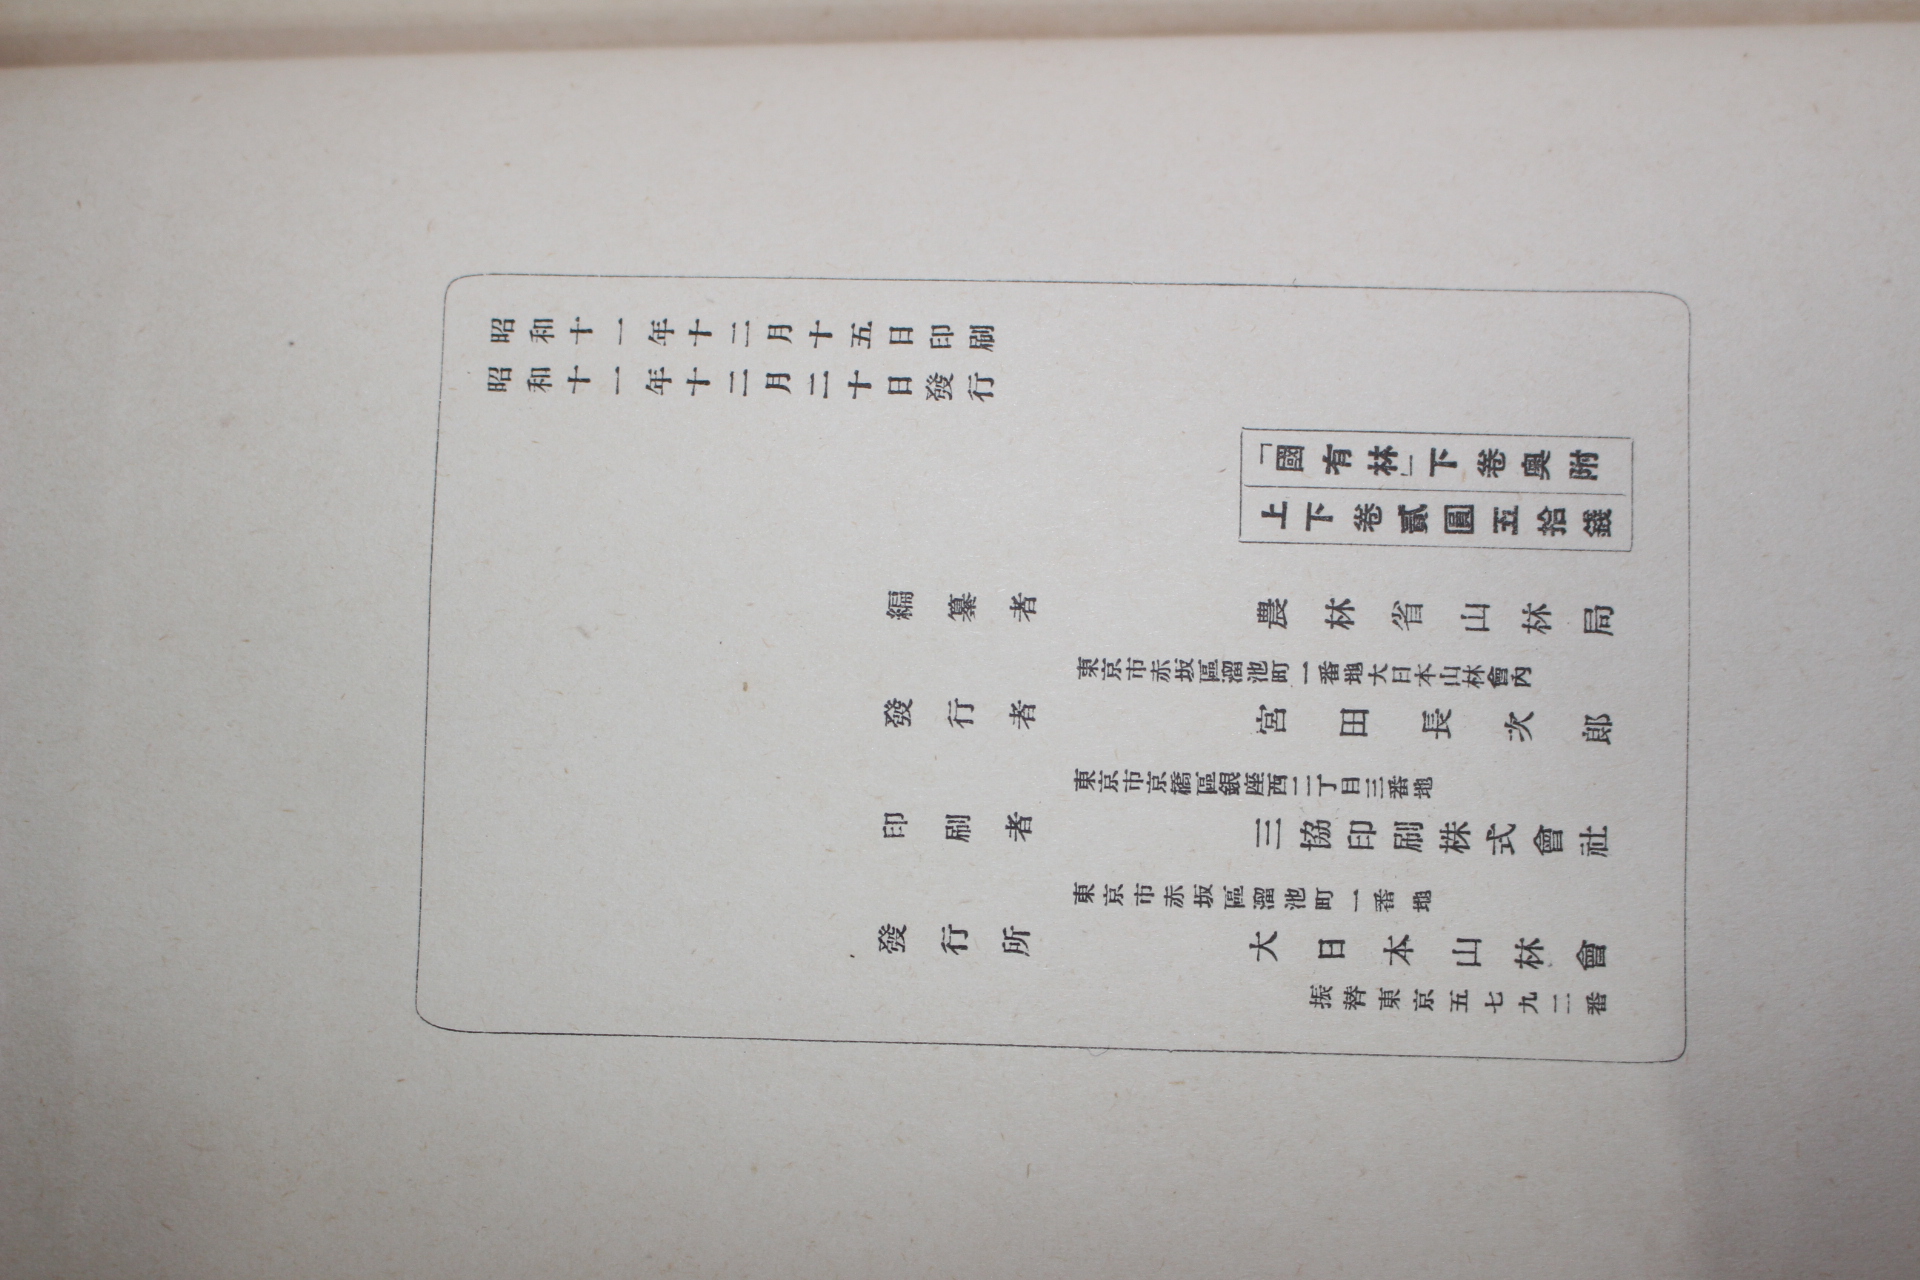 昭和十一年十二月十五日印刷
昭和十一年十二月二十日發行
「國有林」下卷奧附
上下卷貳圓五拾錢
編纂者 農林省山林局
東京市赤坂區溜池町一番地大日本山林會內
發行者 宮田長次郎
東京市京橋區銀座西二丁目三番地
印刷者 三協印刷株式會社
東京市赤坂區溜池町一番地
發行所 大日本山林會
振替東京五七九二番